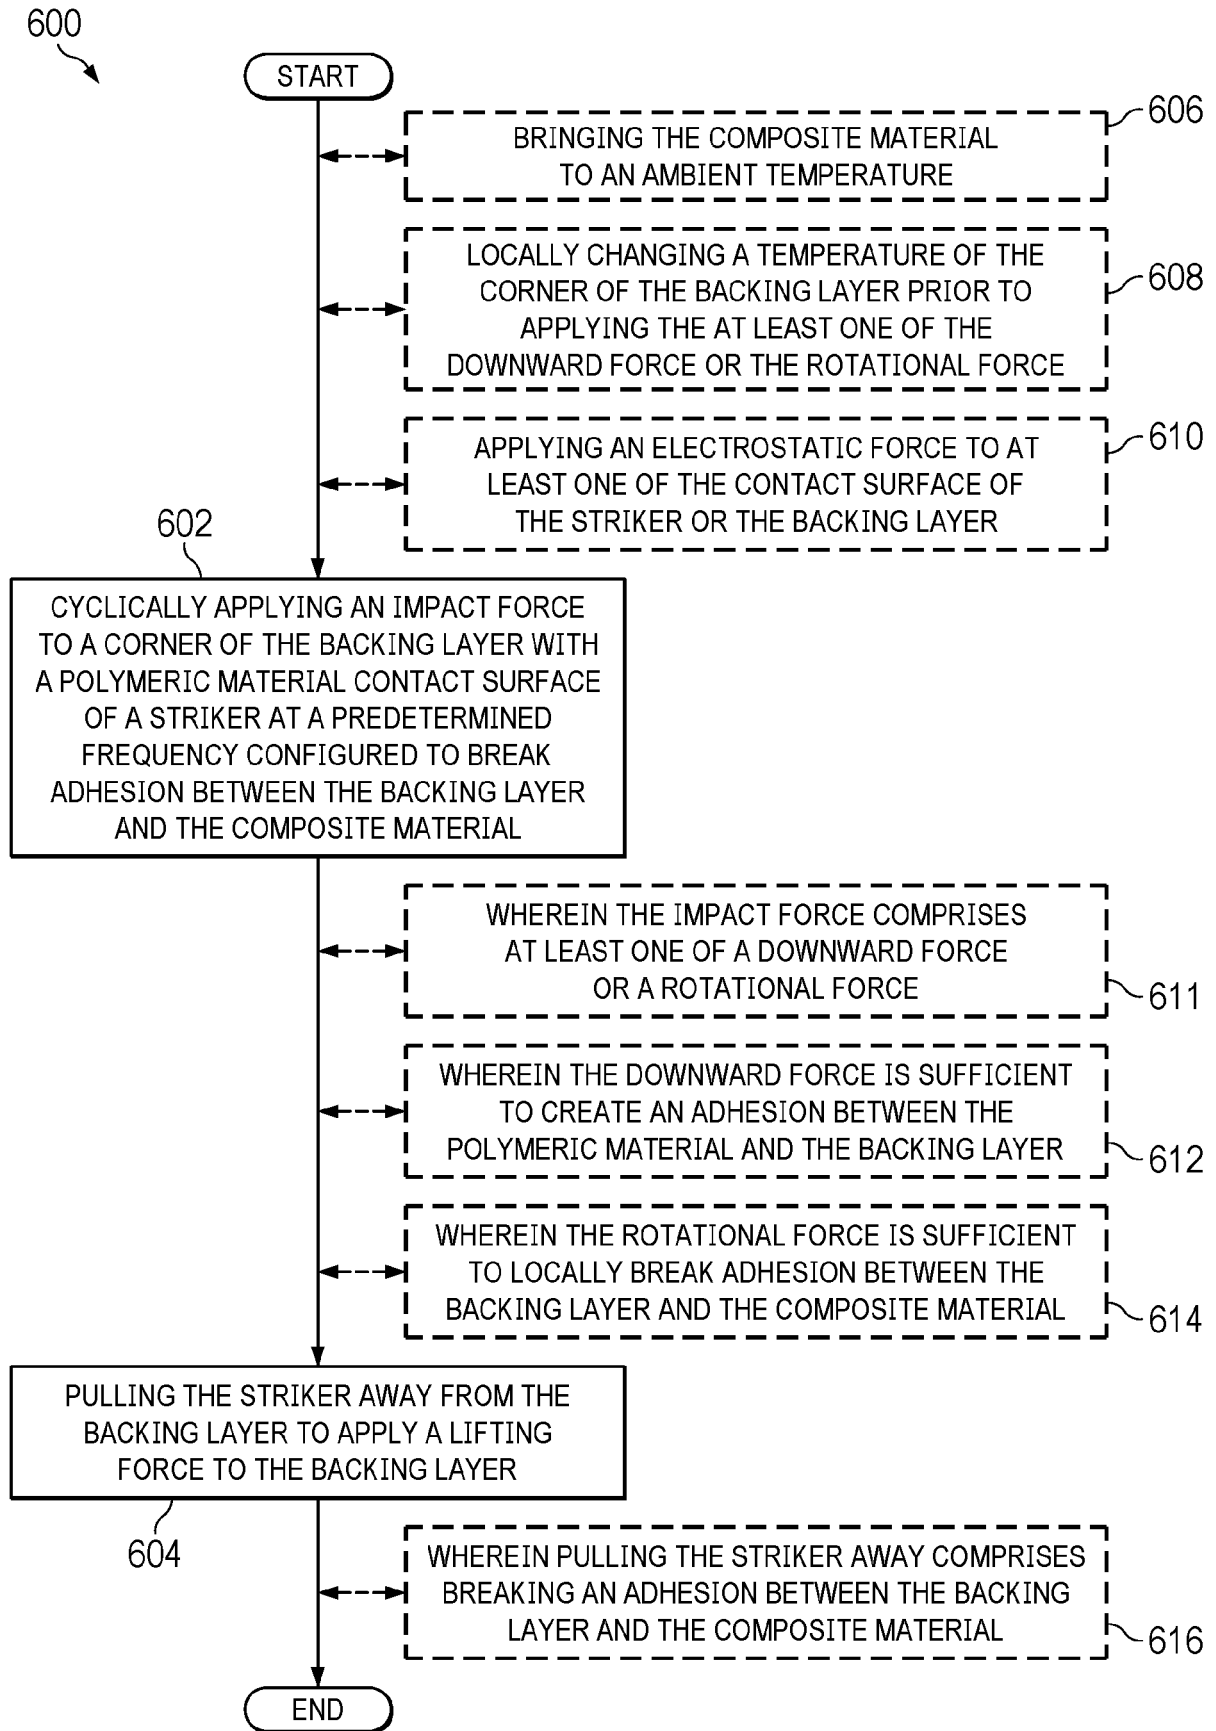 600
START
606
BRINGING THE COMPOSITE MATERIAL
TO AN AMBIENT TEMPERATURE
608
LOCALLY CHANGING A TEMPERATURE OF THE
CORNER OF THE BACKING LAYER PRIOR TO
APPLYING THE AT LEAST ONE OF THE
DOWNWARD FORCE OR THE ROTATIONAL FORCE
610
APPLYING AN ELECTROSTATIC FORCE TO AT
LEAST ONE OF THE CONTACT SURFACE OF
THE STRIKER OR THE BACKING LAYER
602
CYCLICALLY APPLYING AN IMPACT FORCE
TO A CORNER OF THE BACKING LAYER WITH
A POLYMERIC MATERIAL CONTACT SURFACE
OF A STRIKER AT A PREDETERMINED
FREQUENCY CONFIGURED TO BREAK
ADHESION BETWEEN THE BACKING LAYER
AND THE COMPOSITE MATERIAL
WHEREIN THE IMPACT FORCE COMPRISES
AT LEAST ONE OF A DOWNWARD FORCE
OR A ROTATIONAL FORCE
611
WHEREIN THE DOWNWARD FORCE IS SUFFICIENT
TO CREATE AN ADHESION BETWEEN THE
POLYMERIC MATERIAL AND THE BACKING LAYER
612
WHEREIN THE ROTATIONAL FORCE IS SUFFICIENT
TO LOCALLY BREAK ADHESION BETWEEN THE
BACKING LAYER AND THE COMPOSITE MATERIAL
614
PULLING THE STRIKER AWAY FROM THE
BACKING LAYER TO APPLY A LIFTING
FORCE TO THE BACKING LAYER
604
WHEREIN PULLING THE STRIKER AWAY COMPRISES
BREAKING AN ADHESION BETWEEN THE BACKING
LAYER AND THE COMPOSITE MATERIAL
616
END